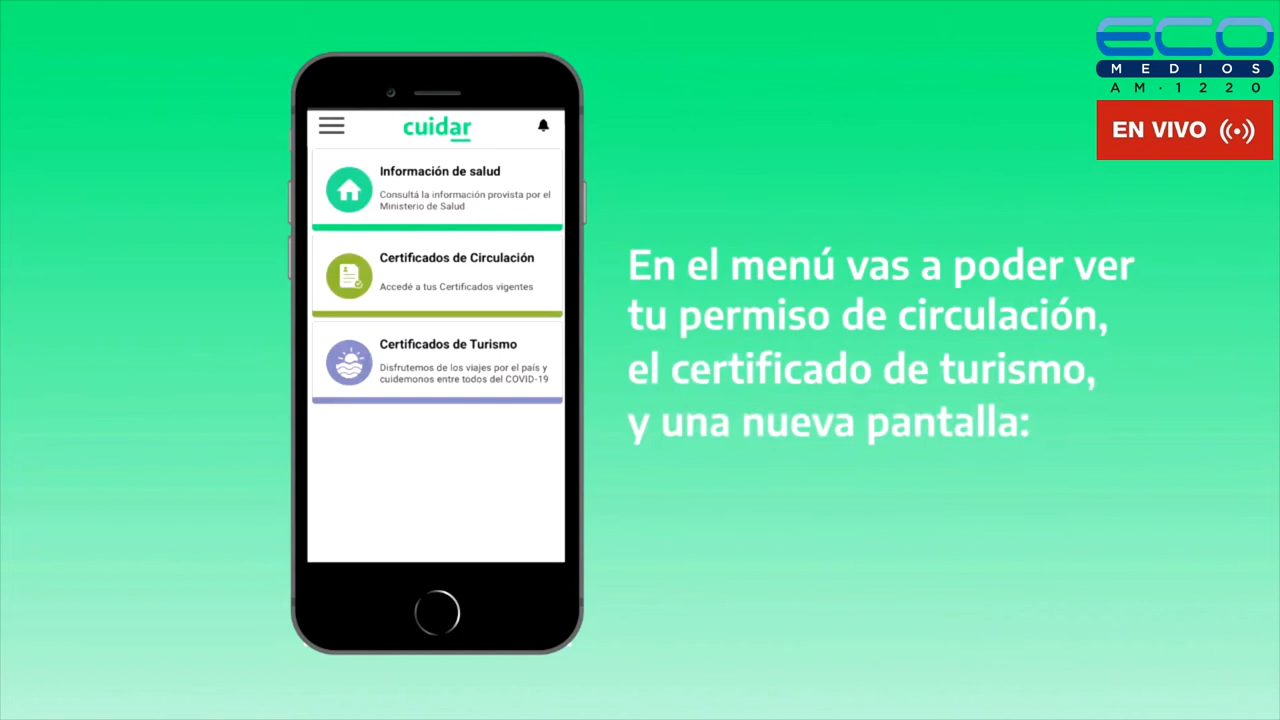 ECO
MEDIOS
AM·1220
EN VIVO
cuidar
Información de salud
Consultá la información provista por el
Ministerio de Salud
Certificados de Circulación
Accedé a tus Certificados vigentes
Certificados de Turismo
Disfrutemos de los viajes por el país y
cuidemonos entre todos del COVID-19
En el menú vas a poder ver
tu permiso de circulación,
el certificado de turismo,
y una nueva pantalla: